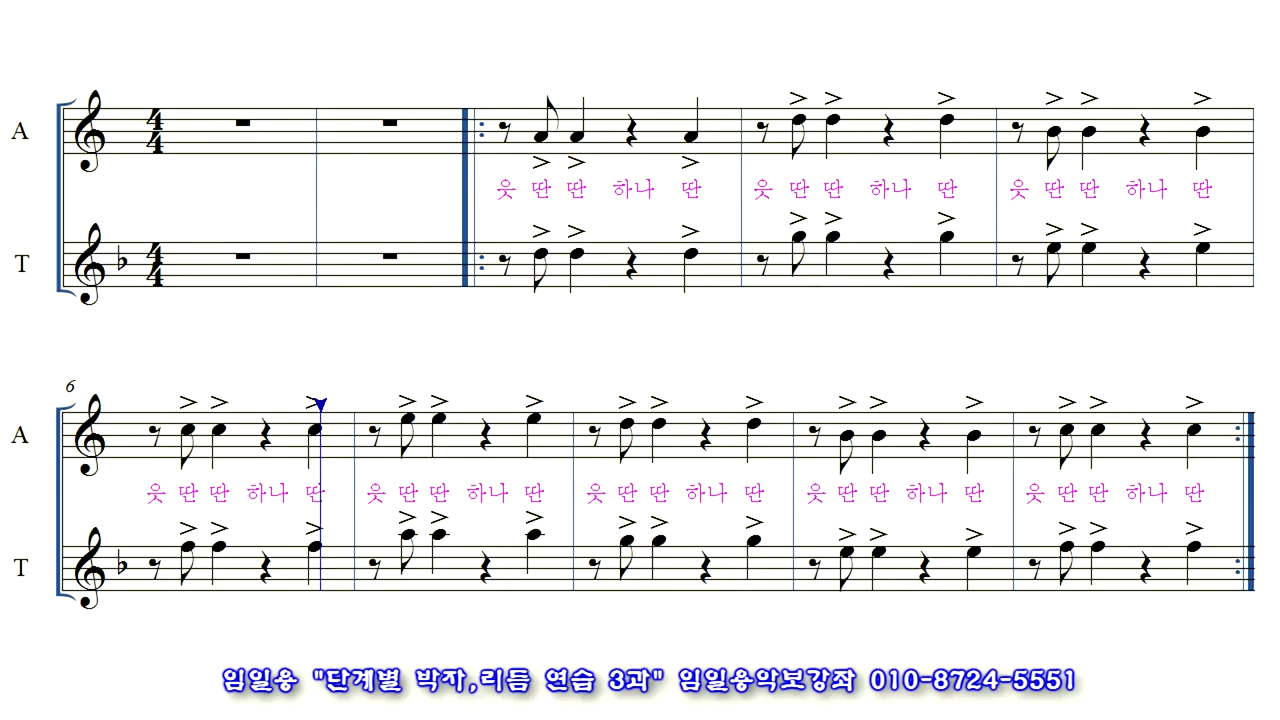 A
웃 딴 딴 하나 딴 웃 딴 딴 하나 딴 웃 딴 딴 하나 딴
T
6
A
웃 딴 딴 하나 딴 웃 딴 딴 하나 딴 웃 딴 딴 하나 딴 웃 딴 딴 하나 딴 웃 딴 딴 하나 딴
T
임일용 "단계별 박자,리듬 연습 3과" 임일용악보강좌 010-8724-5551